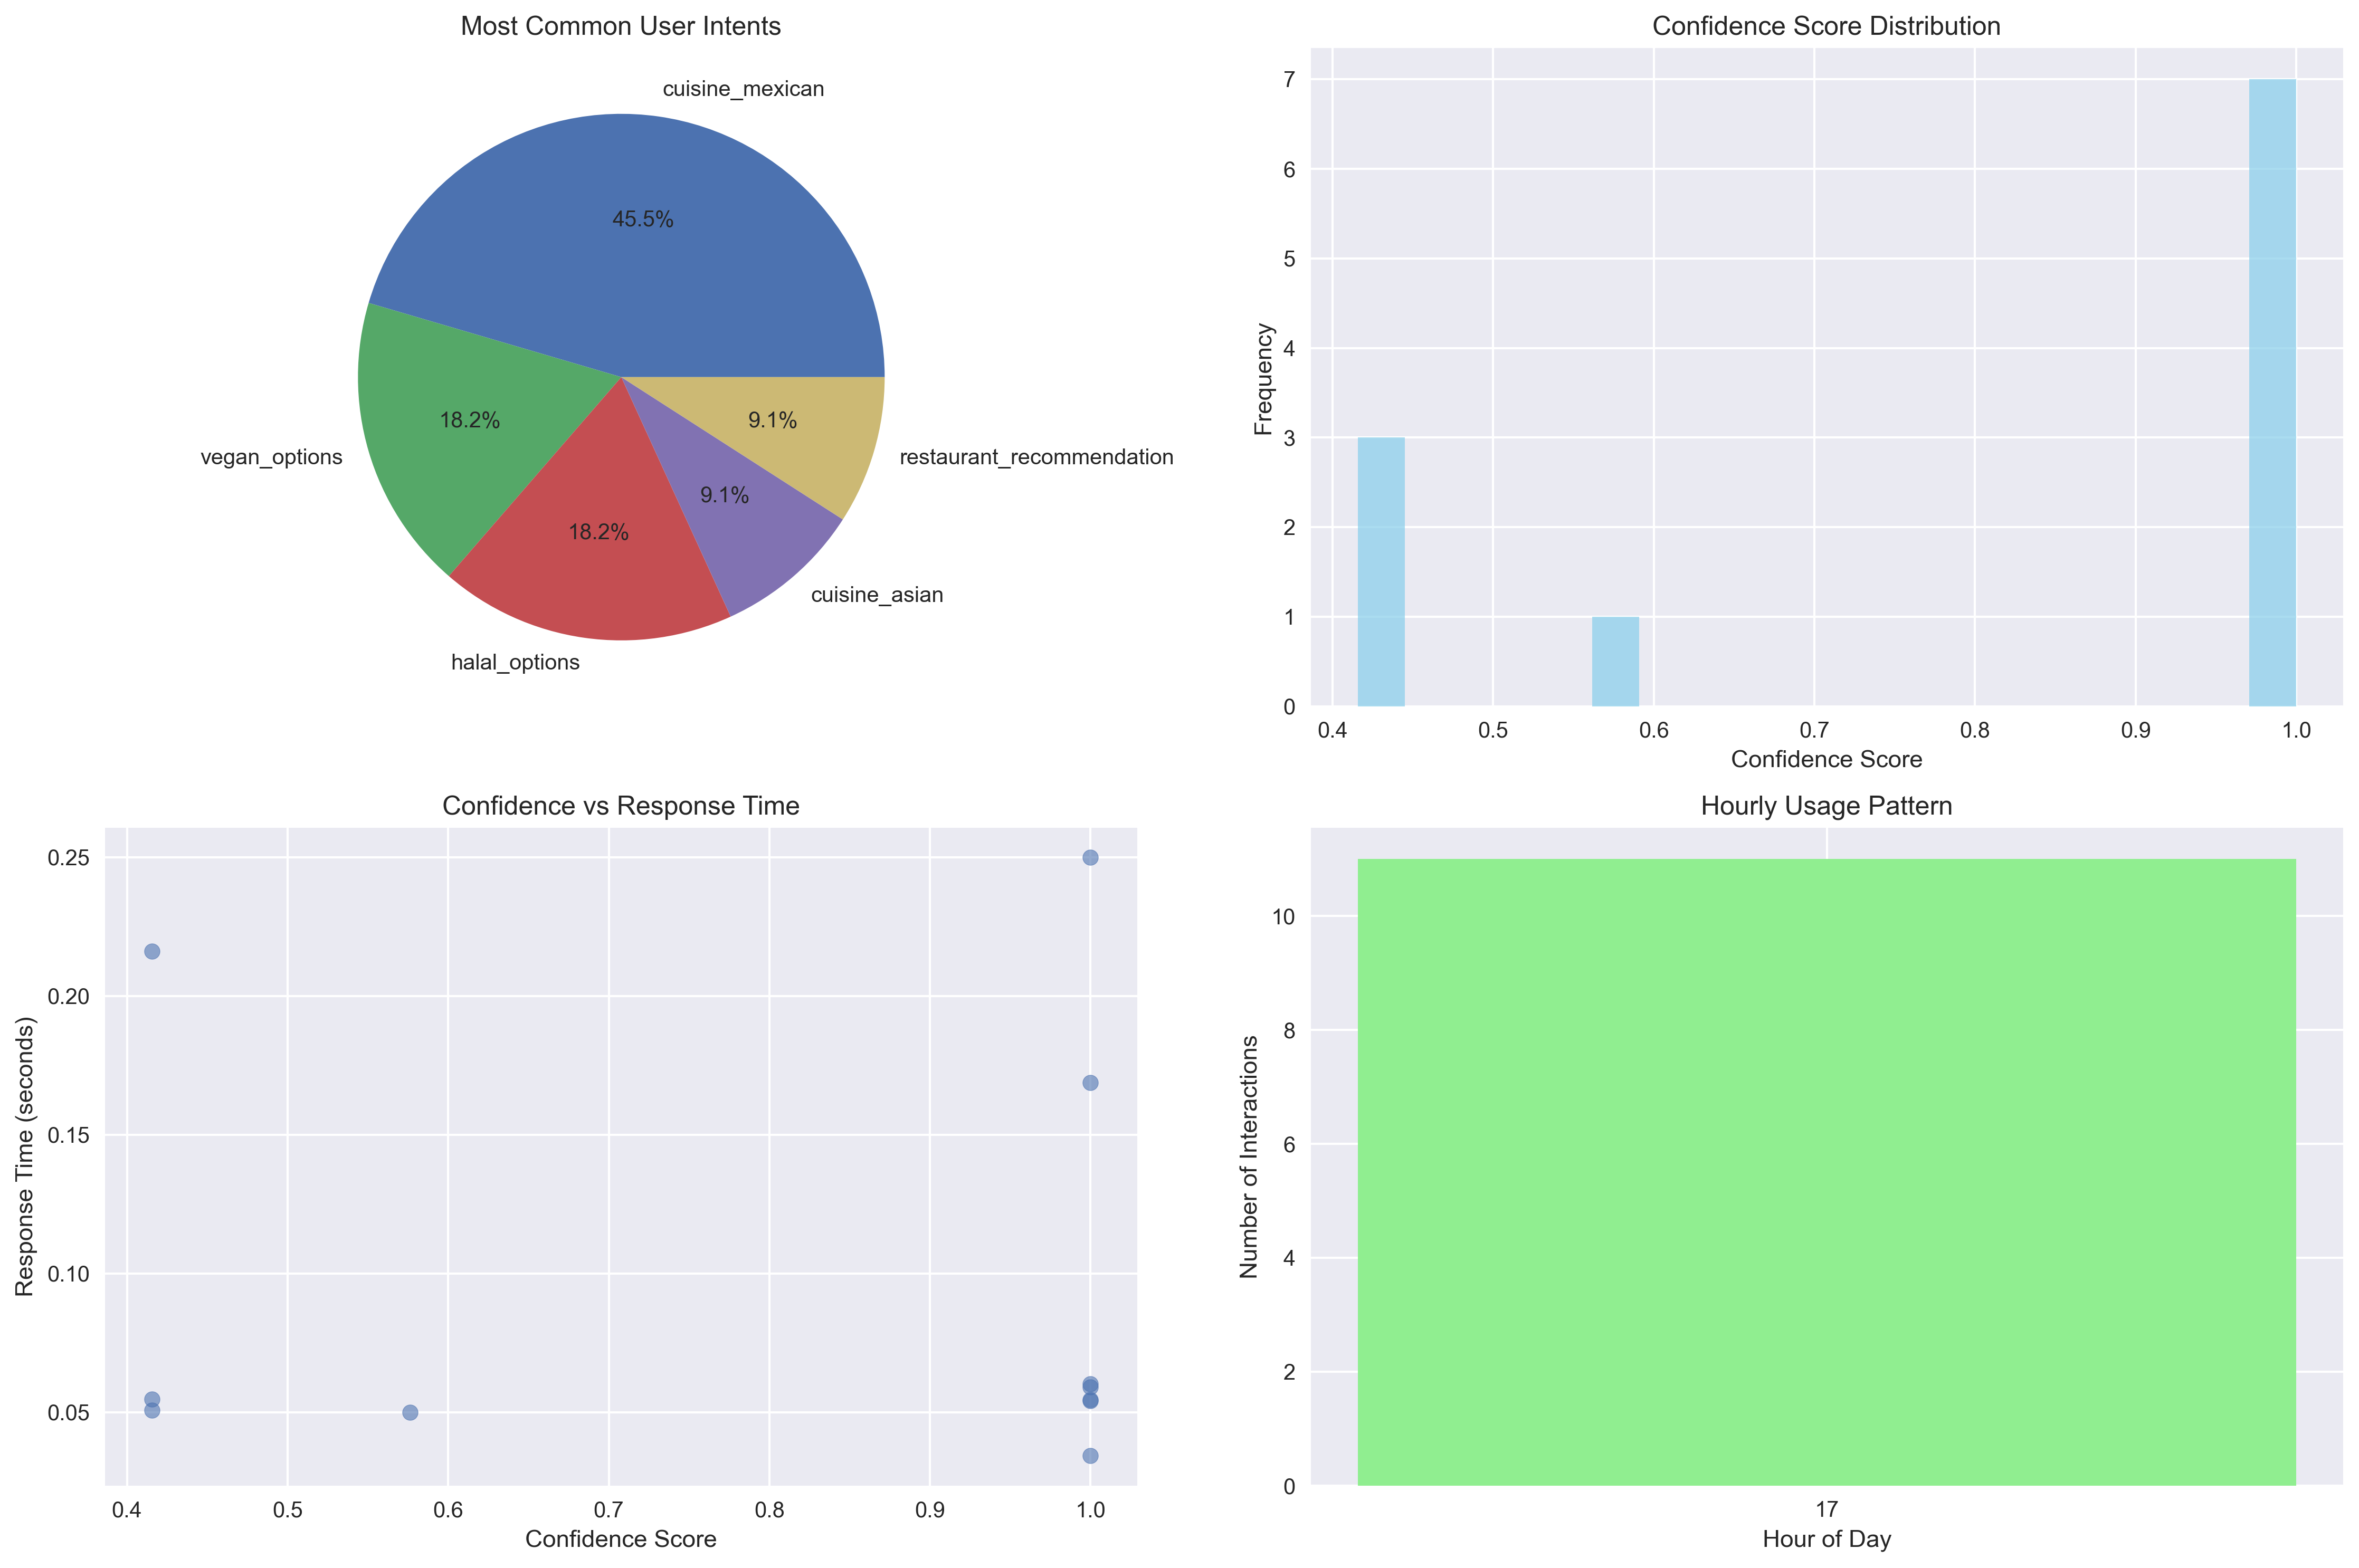 Most Common User Intents
cuisine_mexican
45.5%
18.2%
vegan_options
18.2%
halal_options
9.1%
cuisine_asian
9.1%
restaurant_recommendation
Confidence Score Distribution
Frequency
7
6
5
4
3
2
1
0
0.4 0.5 0.6 0.7 0.8 0.9 1.0
Confidence Score
Confidence vs Response Time
Response Time (seconds)
0.25
0.20
0.15
0.10
0.05
0.4 0.5 0.6 0.7 0.8 0.9 1.0
Confidence Score
Hourly Usage Pattern
Number of Interactions
10
8
6
4
2
0
17
Hour of Day